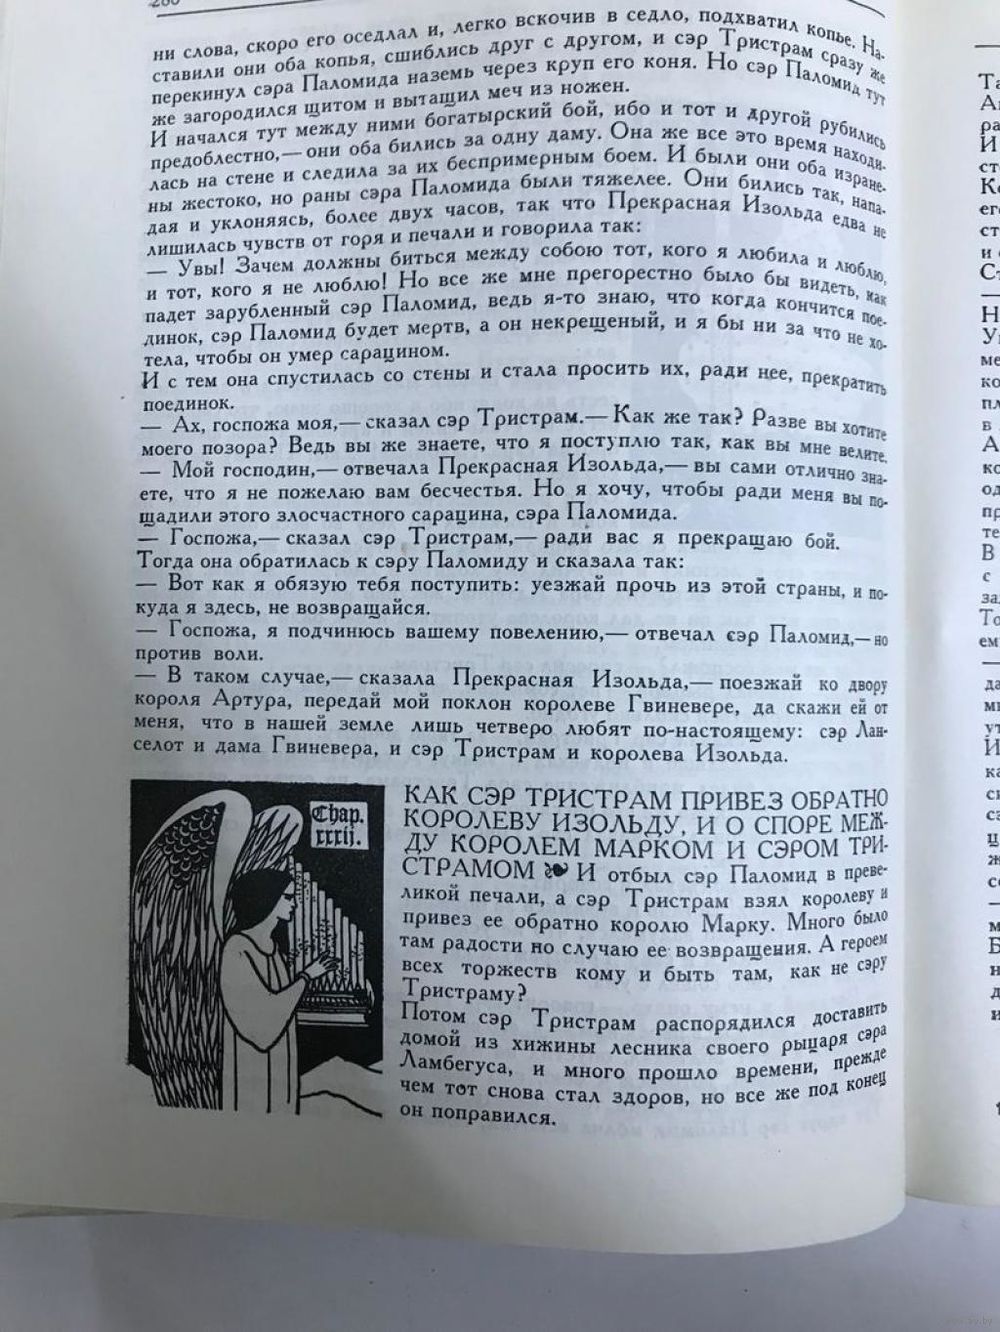 280
ни слова, скоро его оседлал и, легко вскочив в седло, подхватил копье. На-
ставили они оба копья, сшиблись друг с другом, и сэр Тристрам сразу же
перекинул сэра Паломида наземь через круп его коня. Но сэр Паломид тут
же загородился щитом и вытащил меч из ножен.
И начался тут между ними богатырский бой, ибо и тот и другой рубились
предоблестно,— они оба бились за одну даму. Она же все это время находи-
лась на стене и следила за их беспримерным боем. И были они оба изране-
ны жестоко, но раны сэра Паломида были тяжелее. Они бились так, напа-
дая и уклоняясь, более двух часов, так что Прекрасная Изольда едва не
лишилась чувств от горя и печали и говорила так:
— Увы! Зачем должны биться между собою тот, кого я любила и люблю,
и тот, кого я не люблю! Но все же мне прегорестно было бы видеть, как
падет зарубленный сэр Паломид, ведь я-то знаю, что когда кончится пое-
динок, сэр Паломид будет мертв, а он некрещеный, и я бы ни за что не хо-
тела, чтобы он умер сарацином.
И с тем она спустилась со стены и стала просить их, ради нее, прекратить
поединок.
— Ах, госпожа моя,— сказал сэр Тристрам.— Как же так? Разве вы хотите
моего позора? Ведь вы же знаете, что я поступлю так, как вы мне велите.
— Мой господин,— отвечала Прекрасная Изольда,— вы сами отлично зна-
ете, что я не пожелаю вам бесчестья. Но я хочу, чтобы ради меня вы по-
щадили этого злосчастного сарацина, сэра Паломида.
— Госпожа,— сказал сэр Тристрам,— ради вас я прекращаю бой.
Тогда она обратилась к сэру Паломиду и сказала так:
— Вот как я обязую тебя поступить: уезжай прочь из этой страны, и по-
куда я здесь, не возвращайся.
— Госпожа, я подчинюсь вашему повелению,— отвечал сэр Паломид,— но
против воли.
— В таком случае,— сказала Прекрасная Изольда,— поезжай ко двору
короля Артура, передай мой поклон королеве Гвиневере, да скажи ей от
меня, что в нашей земле лишь четверо любят по-настоящему: сэр Лан-
селот и дама Гвиневера, и сэр Тристрам и королева Изольда.
Chap.
xxxii.
КАК СЭР ТРИСТРАМ ПРИВЕЗ ОБРАТНО
КОРОЛЕВУ ИЗОЛЬДУ, И О СПОРЕ МЕЖ-
ДУ КОРОЛЕМ МАРКОМ И СЭРОМ ТРИ-
СТРАМОМ И отбыл сэр Паломид в преве-
ликой печали, а сэр Тристрам взял королеву и
привез ее обратно королю Марку. Много было
там радости по случаю ее возвращения. А героем
всех торжеств кому и быть там, как не сэру
Тристраму?
Потом сэр Тристрам распорядился доставить
домой из хижины лесника своего рыцаря сэра
Ламбегуса, и много прошло времени, прежде
чем тот снова стал здоров, но все же под конец
он поправился.